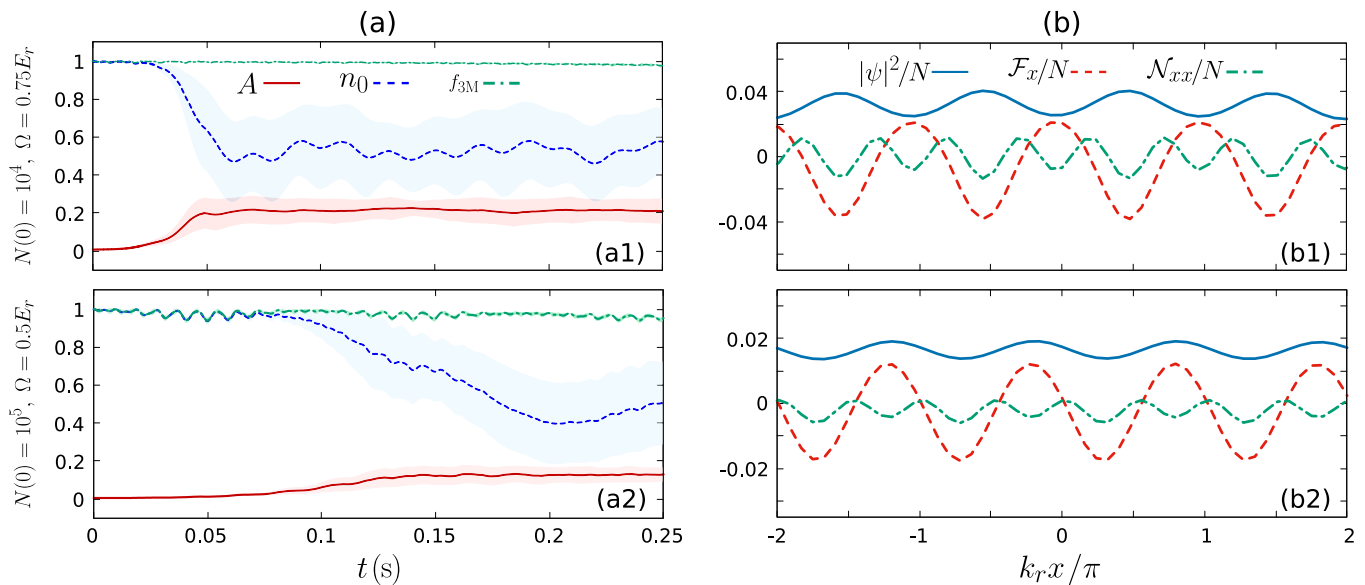 (a)
N(0) = 10⁴, Ω = 0.75Eᵣ
1
0.8
0.6
0.4
0.2
0
A
n₀
f₃M
(a1)
N(0) = 10⁵, Ω = 0.5Eᵣ
1
0.8
0.6
0.4
0.2
0
(a2)
0 0.05 0.1 0.15 0.2 0.25
t (s)
(b)
|ψ|²/N
ℱₓ/N
𝒩ₓₓ/N
0.04
0
-0.04
(b1)
0.02
0
-0.02
(b2)
-2 -1 0 1 2
kᵣx/π